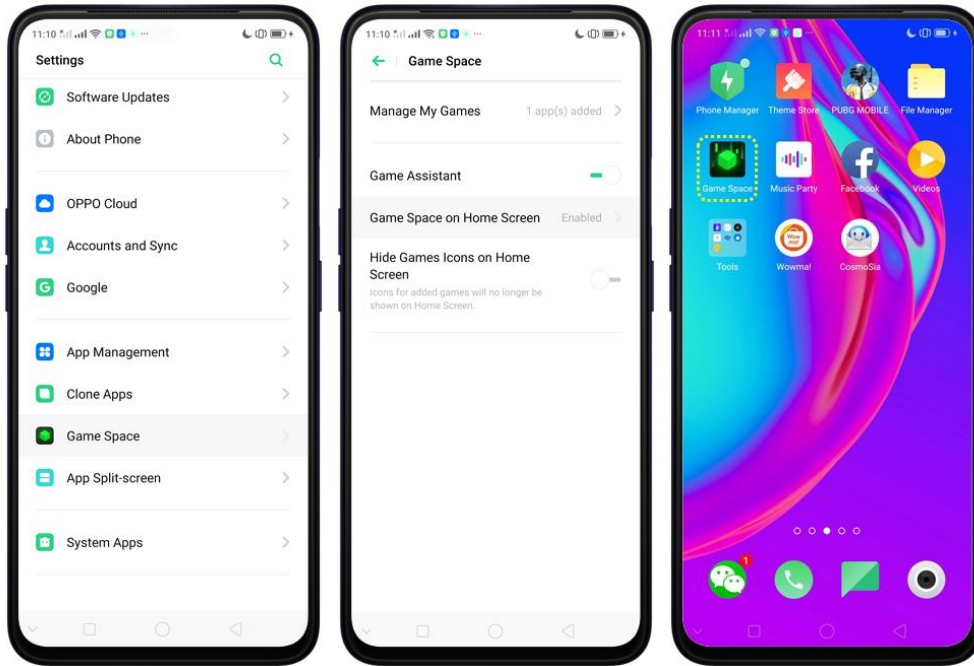 11:10
Settings
Software Updates
About Phone
OPPO Cloud
Accounts and Sync
Google
App Management
Clone Apps
Game Space
App Split-screen
System Apps
11:10
Game Space
Manage My Games 1 app(s) added
Game Assistant
Game Space on Home Screen Enabled
Hide Games Icons on Home
Screen
Icons for added games will no longer be
shown on Home Screen.
11:11
Phone Manager Theme Store PUBG MOBILE File Manager
Game Space Music Party Facebook Videos
Tools Wowma! CosmoSia
1